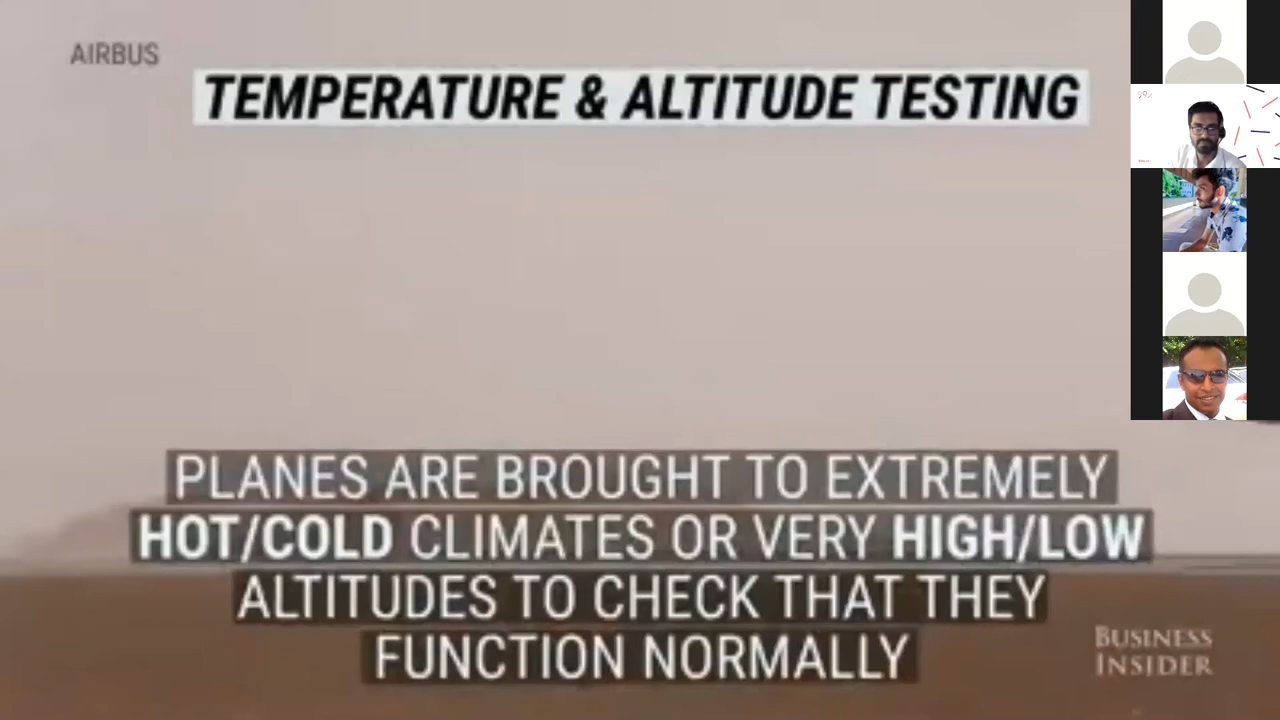 AIRBUS
TEMPERATURE & ALTITUDE TESTING
PLANES ARE BROUGHT TO EXTREMELY
HOT/COLD CLIMATES OR VERY HIGH/LOW
ALTITUDES TO CHECK THAT THEY
FUNCTION NORMALLY
BUSINESS
INSIDER